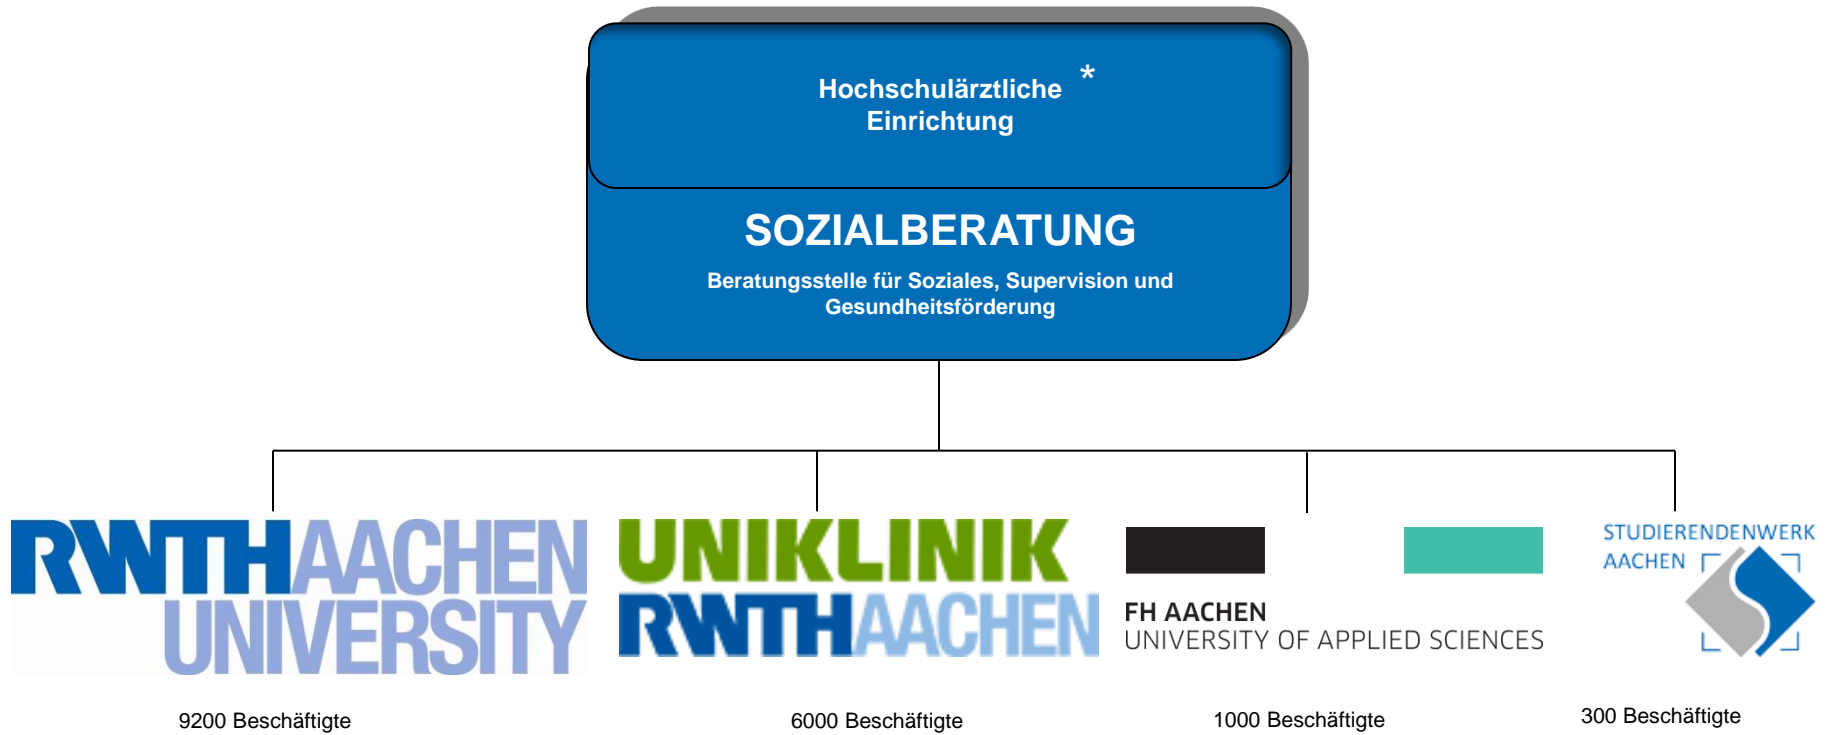 Hochschulärztliche *
Einrichtung
SOZIALBERATUNG
Beratungsstelle für Soziales, Supervision und
Gesundheitsförderung
RWTHAACHEN
UNIVERSITY
UNIKLINIK
RWTHAACHEN
FH AACHEN
UNIVERSITY OF APPLIED SCIENCES
STUDIERENDENWERK
AACHEN
9200 Beschäftigte
6000 Beschäftigte
1000 Beschäftigte
300 Beschäftigte